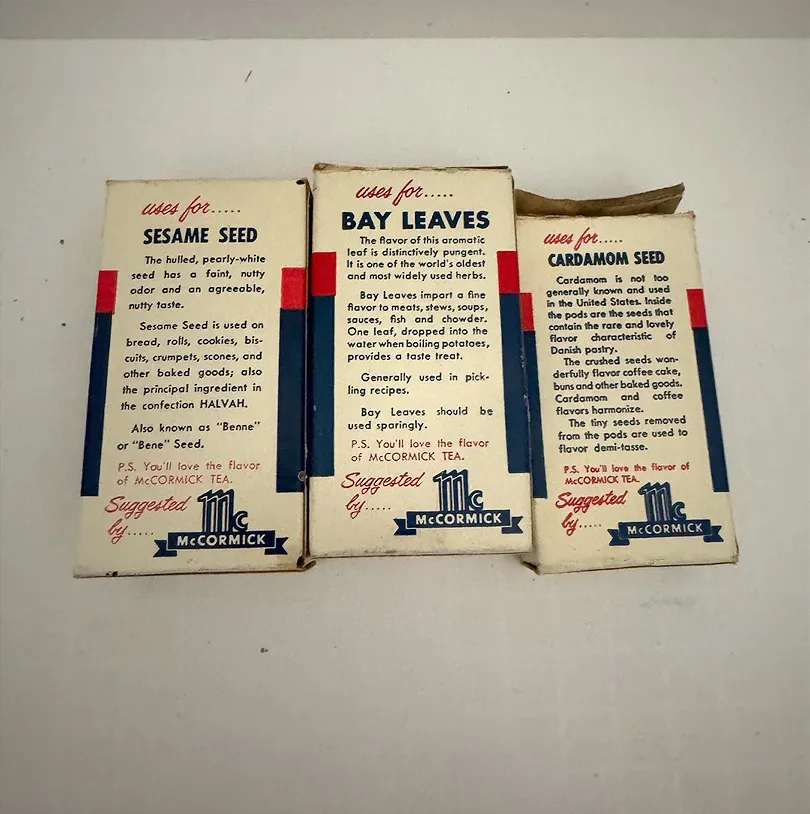 uses for.....
SESAME SEED
The hulled, pearly-white
seed has a faint, nutty
odor and an agreeable,
nutty taste.
Sesame Seed is used on
bread, rolls, cookies, bis-
cuits, crumpets, scones, and
other baked goods; also
the principal ingredient in
the confection HALVAH.
Also known as "Benne"
or "Bene" Seed.
P.S. You'll love the flavor
of McCORMICK TEA.
Suggested
by.....
Mc
McCORMICK
uses for.....
BAY LEAVES
The flavor of this aromatic
leaf is distinctively pungent.
It is one of the world's oldest
and most widely used herbs.
Bay Leaves impart a fine
flavor to meats, stews, soups,
sauces, fish and chowder.
One leaf, dropped into the
water when boiling potatoes,
provides a taste treat.
Generally used in pick-
ling recipes.
Bay Leaves should be
used sparingly.
P.S. You'll love the flavor
of McCORMICK TEA.
Suggested
by.....
Mc
McCORMICK
uses for.....
CARDAMOM SEED
Cardamom is not too
generally known and used
in the United States. Inside
the pods are the seeds that
contain the rare and lovely
flavor characteristic of
Danish pastry.
The crushed seeds won-
derfully flavor coffee cake,
buns and other baked goods.
Cardamom and coffee
flavors harmonize.
The tiny seeds removed
from the pods are used to
flavor demi-tasse.
P.S. You'll love the flavor of
McCORMICK TEA.
Suggested
by.....
Mc
McCORMICK